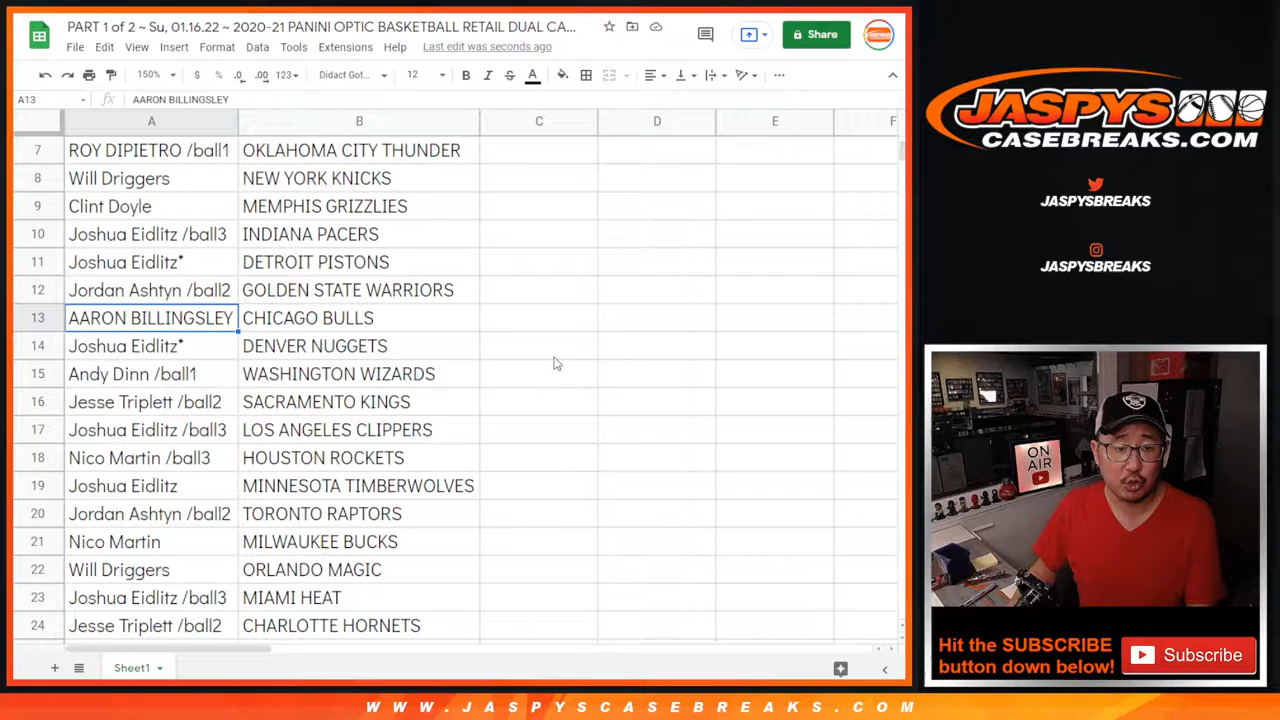 PART 1 of 2 ~ Su, 01.16.22 ~ 2020-21 PANINI OPTIC BASKETBALL RETAIL DUAL CA...
File Edit View Insert Format Data Tools Extensions Help Last edit was seconds ago
Share
150% $ % .0 .00 123 Didact Got... 12 B I S A
A13 fx AARON BILLINGSLEY
A B C D E F
7 ROY DIPIETRO /ball1 OKLAHOMA CITY THUNDER
8 Will Driggers NEW YORK KNICKS
9 Clint Doyle MEMPHIS GRIZZLIES
10 Joshua Eidlitz /ball3 INDIANA PACERS
11 Joshua Eidlitz* DETROIT PISTONS
12 Jordan Ashtyn /ball2 GOLDEN STATE WARRIORS
13 AARON BILLINGSLEY CHICAGO BULLS
14 Joshua Eidlitz* DENVER NUGGETS
15 Andy Dinn /ball1 WASHINGTON WIZARDS
16 Jesse Triplett /ball2 SACRAMENTO KINGS
17 Joshua Eidlitz /ball3 LOS ANGELES CLIPPERS
18 Nico Martin /ball3 HOUSTON ROCKETS
19 Joshua Eidlitz MINNESOTA TIMBERWOLVES
20 Jordan Ashtyn /ball2 TORONTO RAPTORS
21 Nico Martin MILWAUKEE BUCKS
22 Will Driggers ORLANDO MAGIC
23 Joshua Eidlitz /ball3 MIAMI HEAT
24 Jesse Triplett /ball2 CHARLOTTE HORNETS
Sheet1
JASPYS
CASEBREAKS.COM
JASPYSBREAKS
JASPYSBREAKS
ON
AIR
Hit the SUBSCRIBE
button down below!
Subscribe
WWW.JASPYSCASEBREAKS.COM